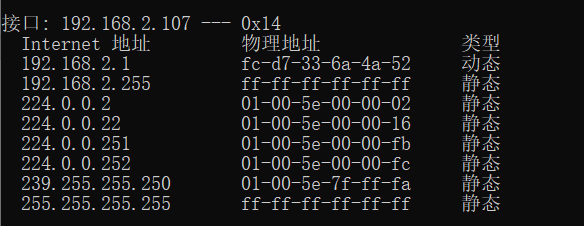 接口: 192.168.2.107 --- 0x14
Internet 地址 物理地址 类型
192.168.2.1 fc-d7-33-6a-4a-52 动态
192.168.2.255 ff-ff-ff-ff-ff-ff 静态
224.0.0.2 01-00-5e-00-00-02 静态
224.0.0.22 01-00-5e-00-00-16 静态
224.0.0.251 01-00-5e-00-00-fb 静态
224.0.0.252 01-00-5e-00-00-fc 静态
239.255.255.250 01-00-5e-7f-ff-fa 静态
255.255.255.255 ff-ff-ff-ff-ff-ff 静态